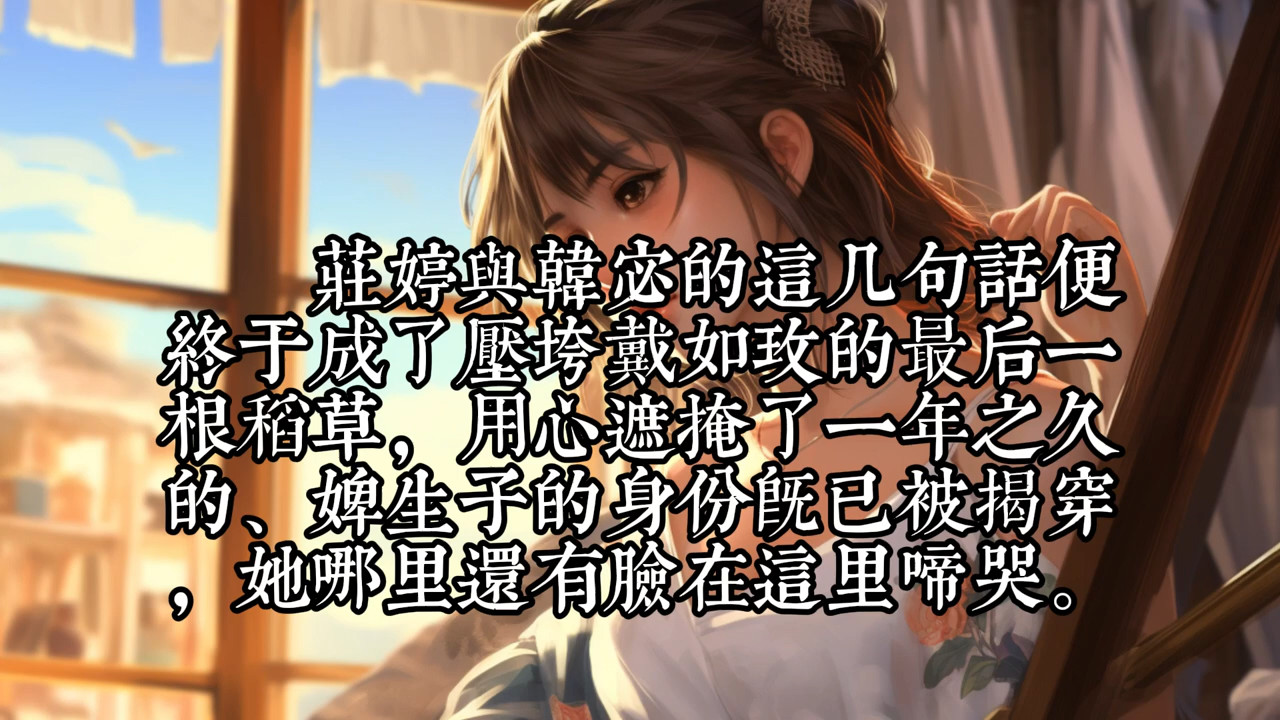 莊婷與韓宓的這几句話便
終于成了壓垮戴如玫的最后一
根稻草，用心遮掩了一年之久
的、婢生子的身份既已被揭穿
，她哪里還有臉在這里啼哭。